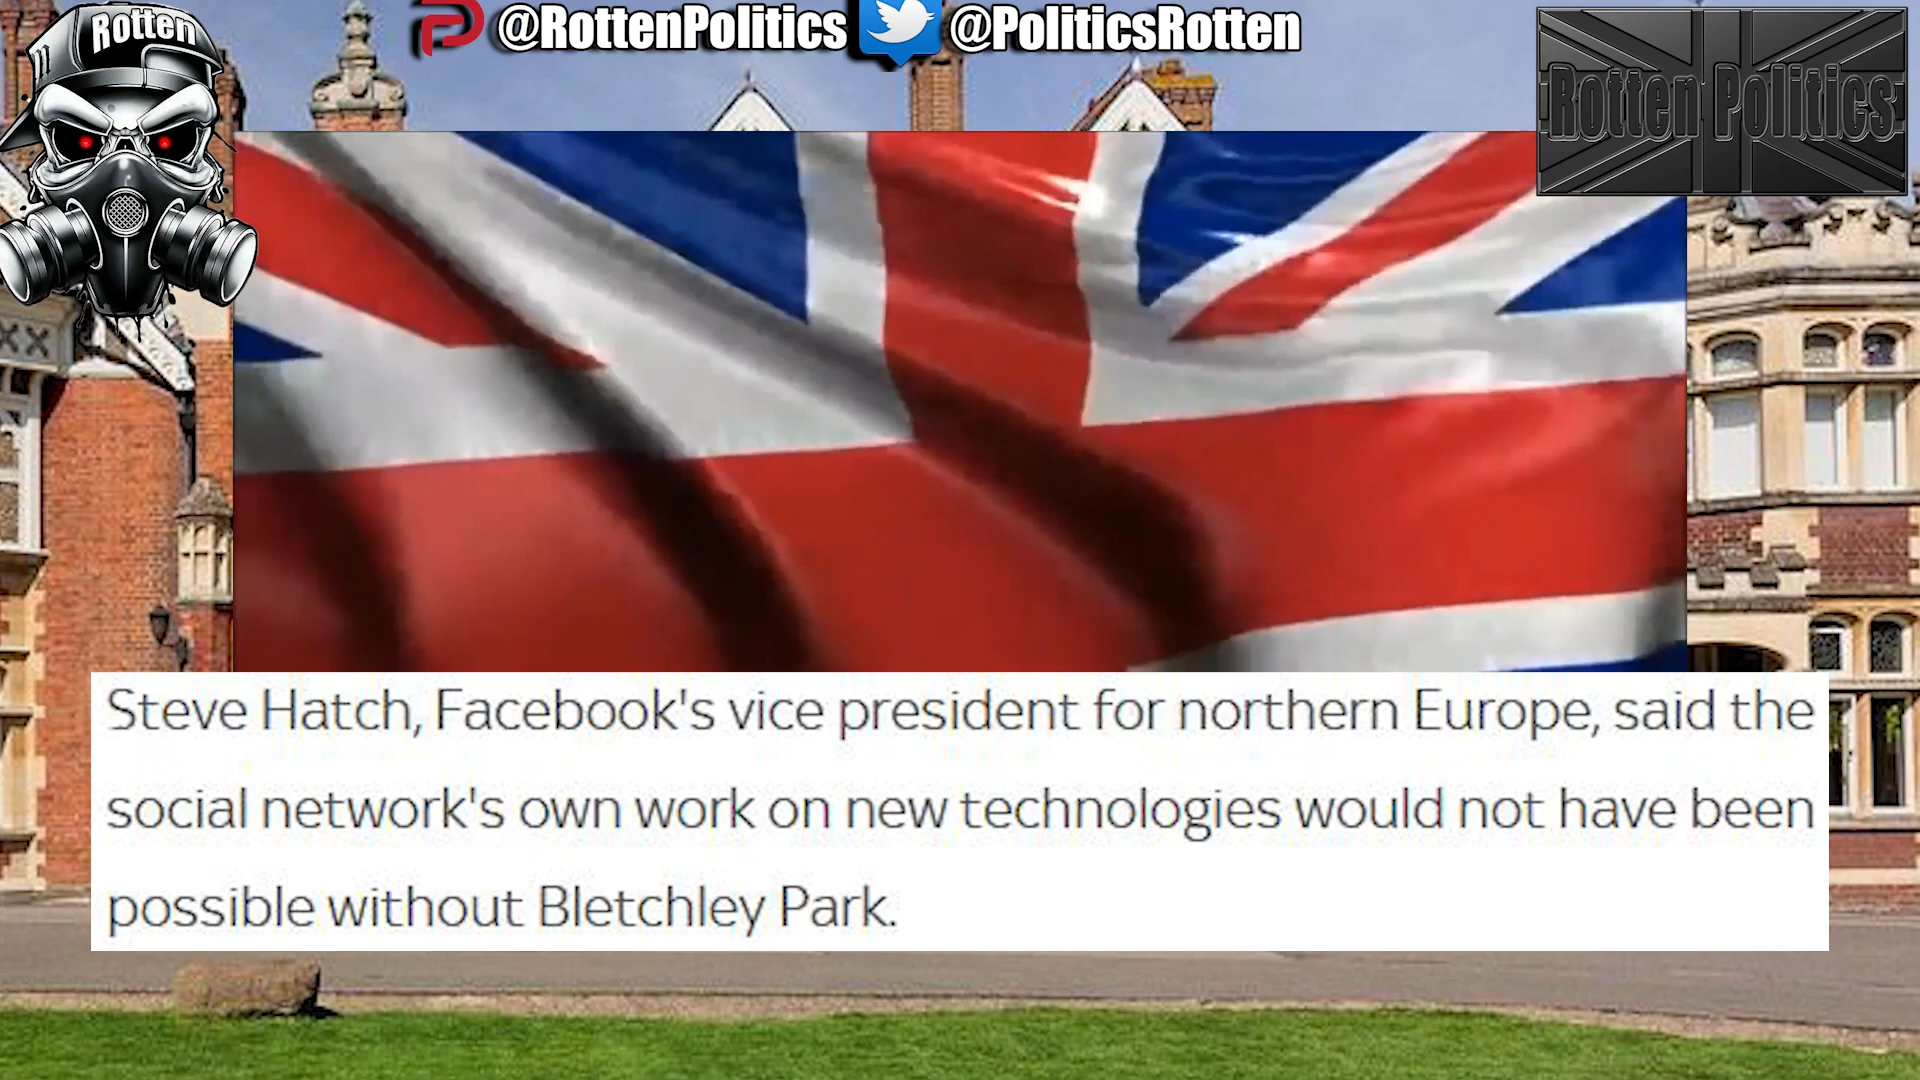 Rotten
@RottenPolitics
@PoliticsRotten
Rotten Politics
Steve Hatch, Facebook's vice president for northern Europe, said the
social network's own work on new technologies would not have been
possible without Bletchley Park.